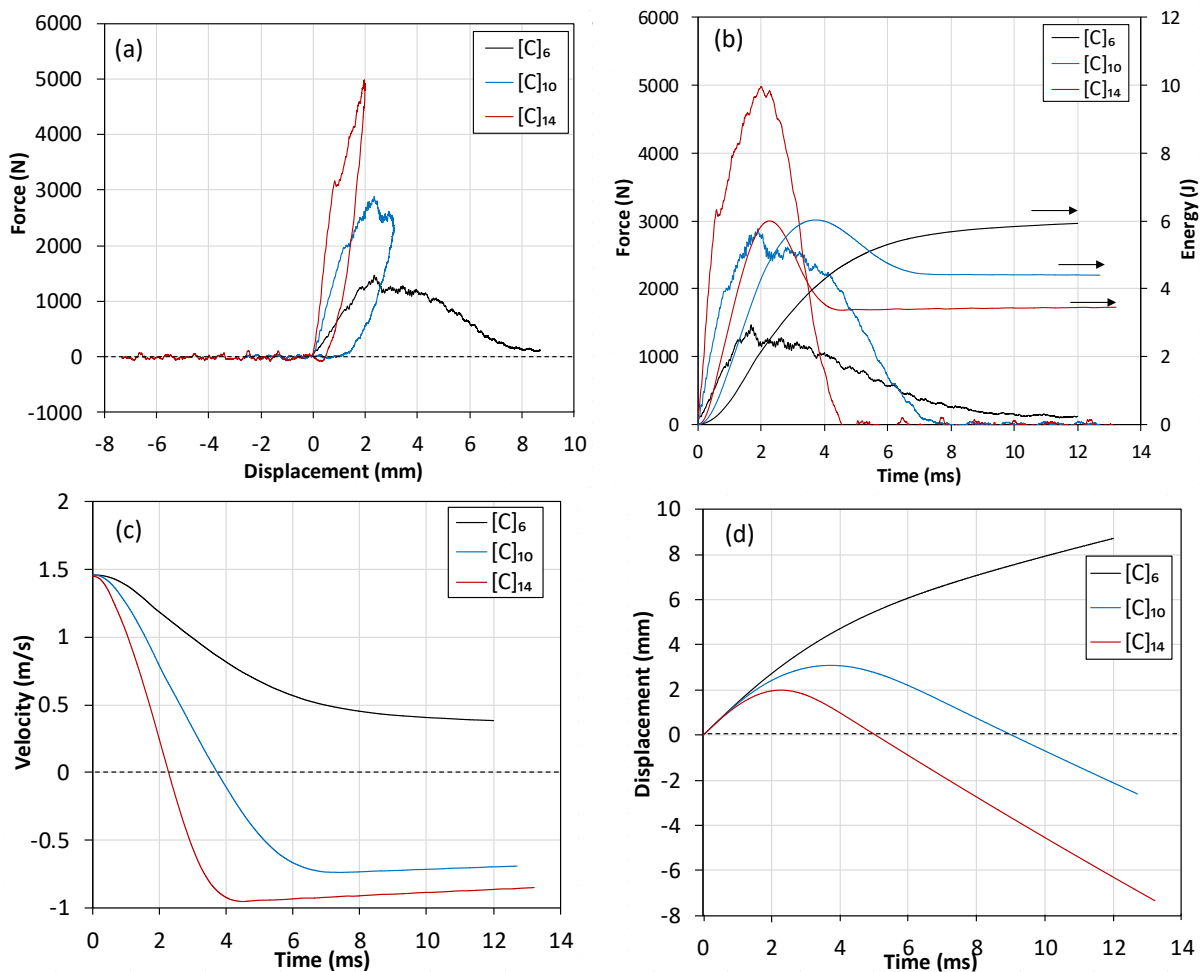 (a)
[C]₆
[C]₁₀
[C]₁₄
6000
5000
4000
3000
2000
1000
0
-1000
-8 -6 -4 -2 0 2 4 6 8 10
Force (N)
Displacement (mm)
(b)
[C]₆
[C]₁₀
[C]₁₄
6000
5000
4000
3000
2000
1000
0
12
10
8
6
4
2
0
0 2 4 6 8 10 12 14
Force (N)
Energy (J)
Time (ms)
(c)
[C]₆
[C]₁₀
[C]₁₄
2
1.5
1
0.5
0
-0.5
-1
0 2 4 6 8 10 12 14
Velocity (m/s)
Time (ms)
(d)
[C]₆
[C]₁₀
[C]₁₄
10
8
6
4
2
0
-2
-4
-6
-8
0 2 4 6 8 10 12 14
Displacement (mm)
Time (ms)